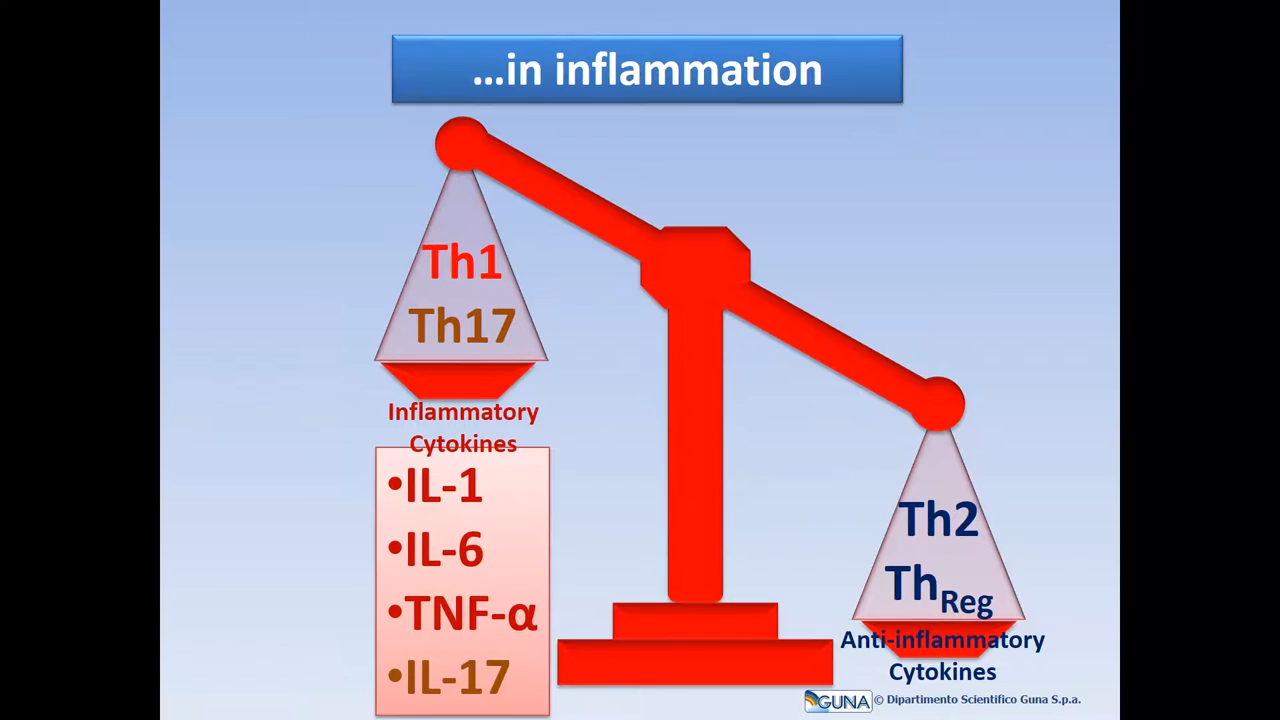 …in inflammation
Th1
Th17
Inflammatory
Cytokines
•IL-1
•IL-6
•TNF-α
•IL-17
Th2
ThReg
Anti-inflammatory
Cytokines
GUNA © Dipartimento Scientifico Guna S.p.a.